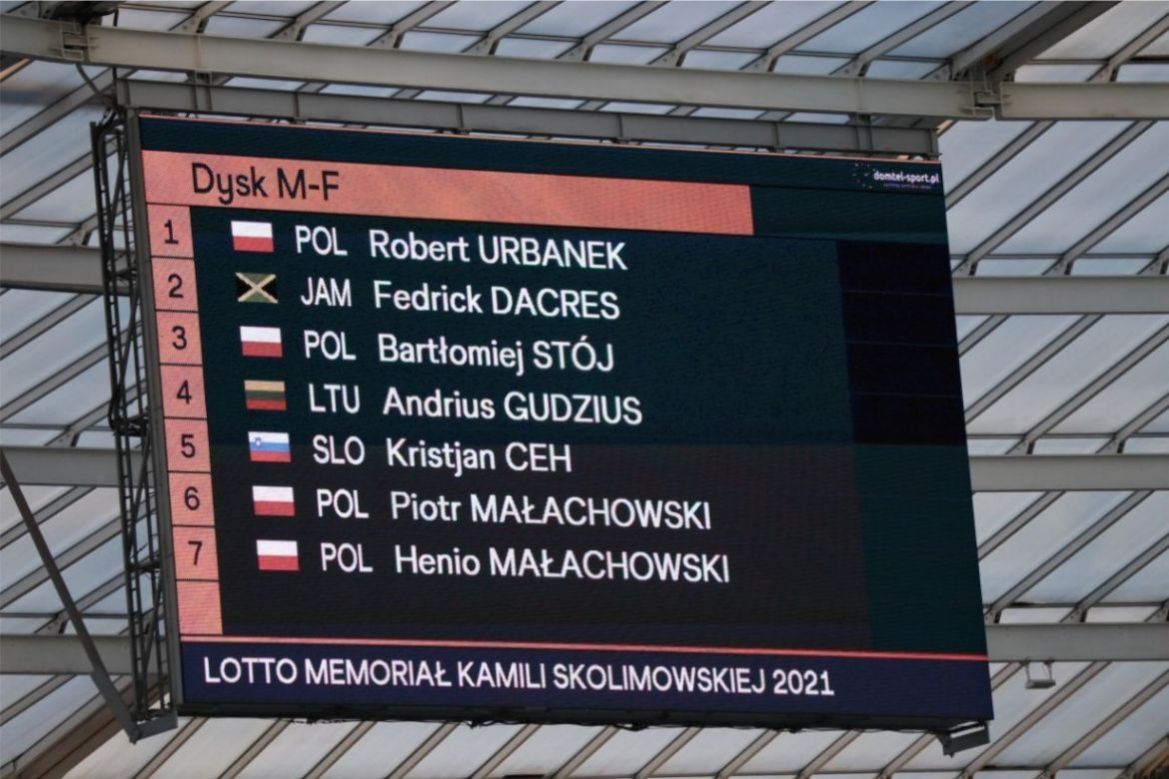 Dysk M-F
domtel-sport.pl
1 POL Robert URBANEK
2 JAM Fedrick DACRES
3 POL Bartłomiej STÓJ
4 LTU Andrius GUDZIUS
5 SLO Kristjan CEH
6 POL Piotr MAŁACHOWSKI
7 POL Henio MAŁACHOWSKI
LOTTO MEMORIAŁ KAMILI SKOLIMOWSKIEJ 2021